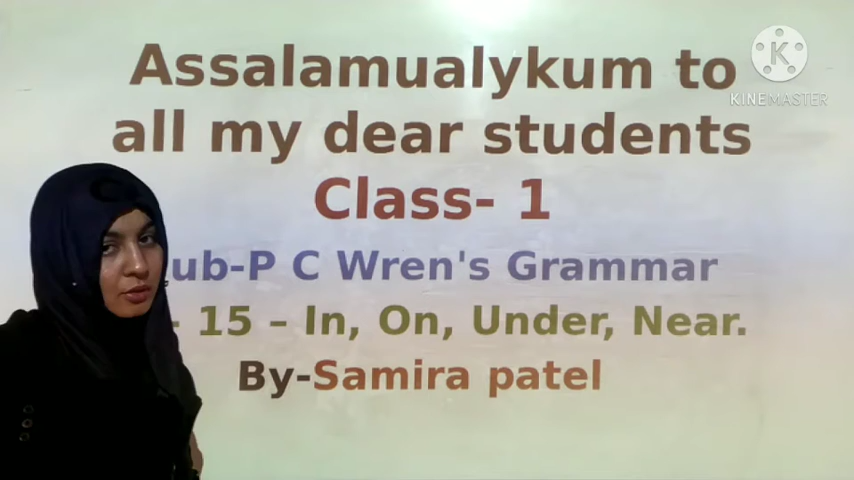 Assalamualykum to
all my dear students
Class- 1
ub-P C Wren's Grammar
- 15 – In, On, Under, Near.
By-Samira patel
K
KINEMASTER